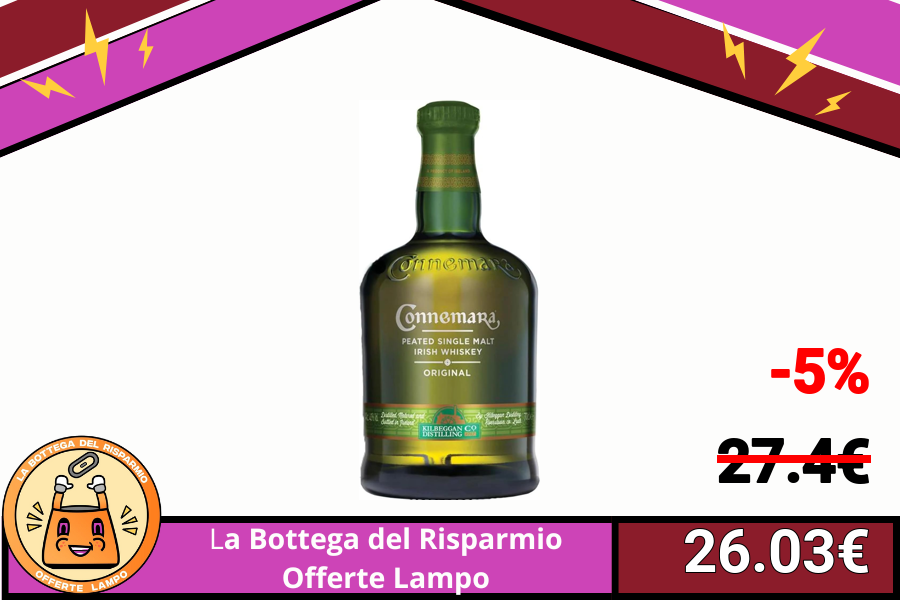 Connemara
Connemara
PEATED SINGLE MALT
IRISH WHISKEY
ORIGINAL
KILBEGGAN Co
DISTILLING
-5%
27.4€
LA BOTTEGA DEL RISPARMIO
OFFERTE LAMPO
La Bottega del Risparmio
Offerte Lampo
26.03€